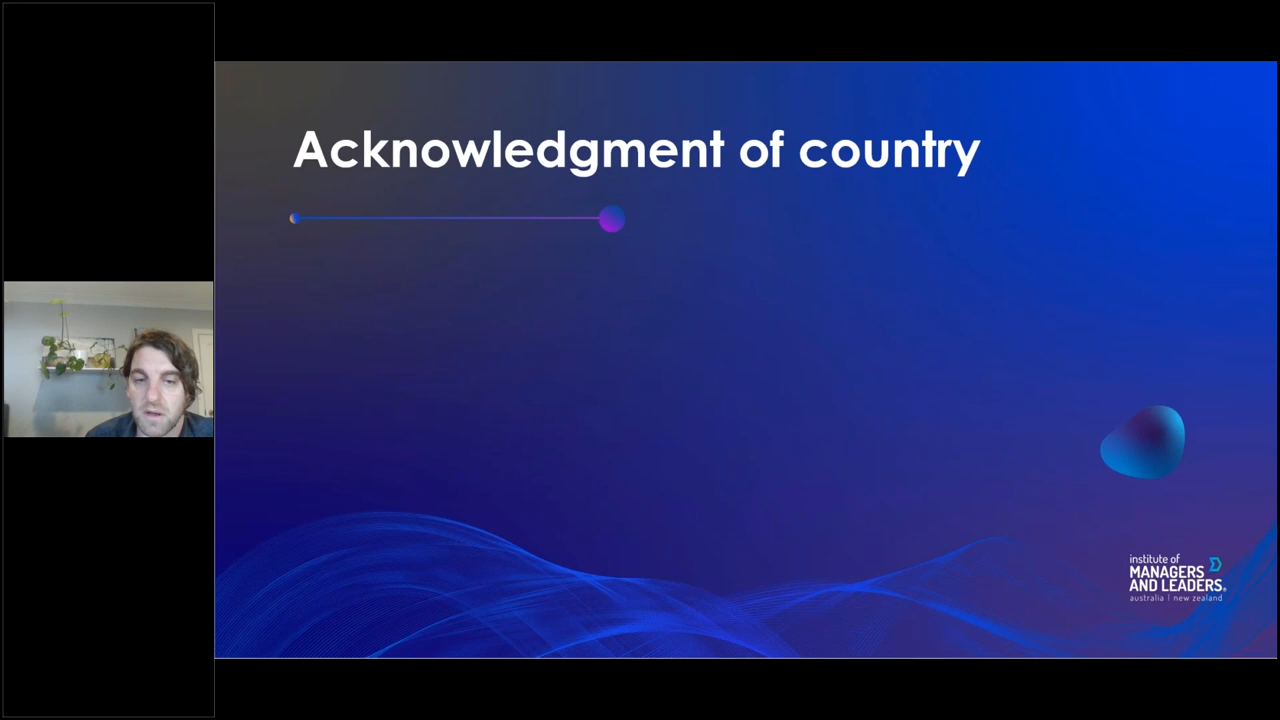 Acknowledgment of country
institute of
MANAGERS
AND LEADERS®
australia | new zealand